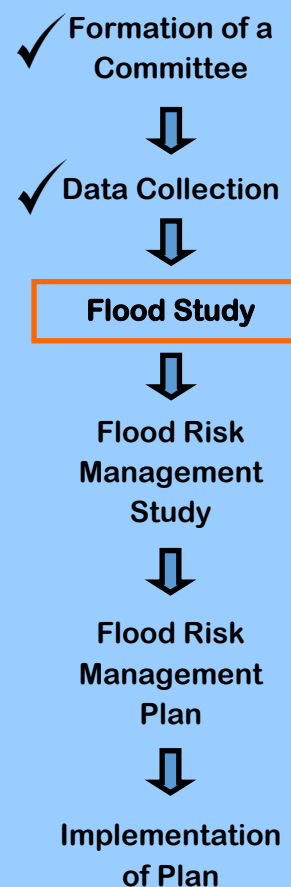 Formation of a
Committee
Data Collection
Flood Study
Flood Risk
Management
Study
Flood Risk
Management
Plan
Implementation
of Plan